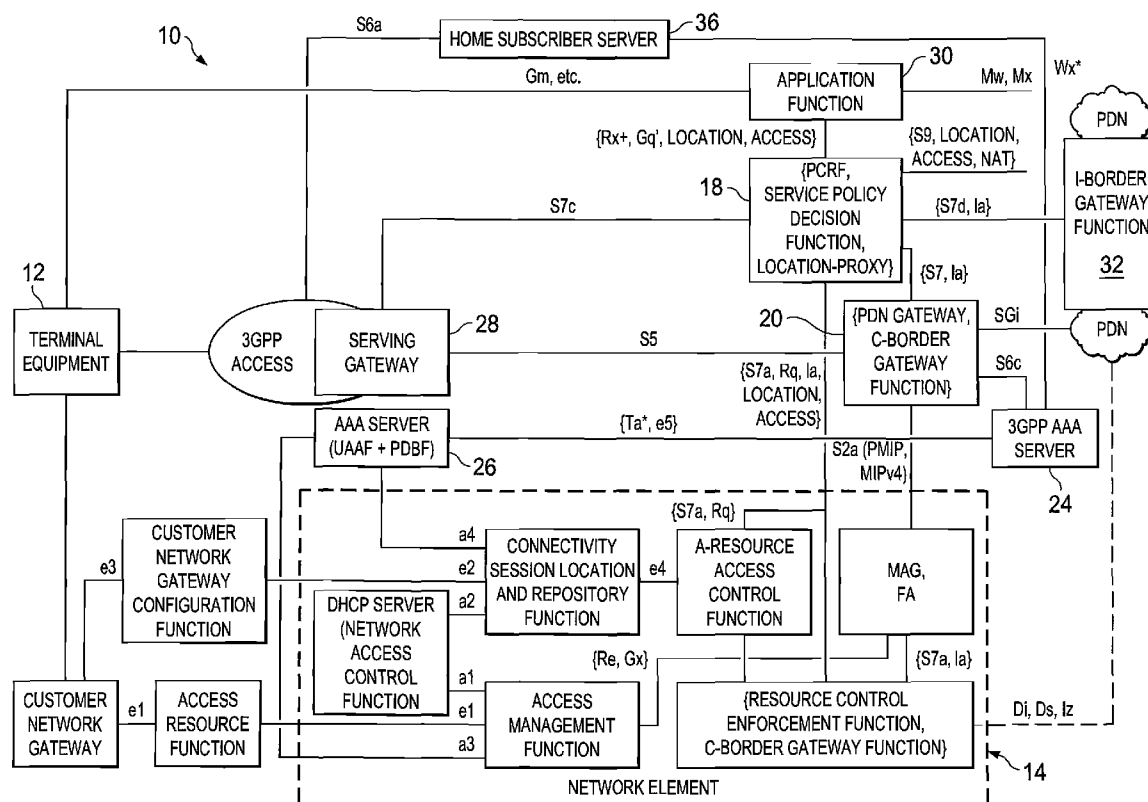 10
S6a
HOME SUBSCRIBER SERVER
36
Gm, etc.
APPLICATION
FUNCTION
30
Mw, Mx
Wx*
PDN
{Rx+, Gq', LOCATION, ACCESS}
{S9, LOCATION,
ACCESS, NAT}
18
{PCRF,
SERVICE POLICY
DECISION
FUNCTION,
LOCATION-PROXY}
S7c
{S7d, Ia}
I-BORDER
GATEWAY
FUNCTION
32
{S7, Ia}
PDN
12
TERMINAL
EQUIPMENT
3GPP
ACCESS
SERVING
GATEWAY
28
S5
20
{PDN GATEWAY,
C-BORDER
GATEWAY
FUNCTION}
SGi
S6c
{S7a, Rq, Ia,
LOCATION,
ACCESS}
AAA SERVER
(UAAF + PDBF)
26
{Ta*, e5}
3GPP AAA
SERVER
24
S2a (PMIP,
MIPv4)
{S7a, Rq}
CUSTOMER
NETWORK
GATEWAY
CONFIGURATION
FUNCTION
e3
a4
e2
a2
CONNECTIVITY
SESSION LOCATION
AND REPOSITORY
FUNCTION
e4
A-RESOURCE
ACCESS
CONTROL
FUNCTION
MAG,
FA
DHCP SERVER
(NETWORK
ACCESS
CONTROL
FUNCTION
{Re, Gx}
{S7a, Ia}
CUSTOMER
NETWORK
GATEWAY
e1
ACCESS
RESOURCE
FUNCTION
a1
e1
a3
ACCESS
MANAGEMENT
FUNCTION
{RESOURCE CONTROL
ENFORCEMENT FUNCTION,
C-BORDER GATEWAY FUNCTION}
Di, Ds, Iz
14
NETWORK ELEMENT